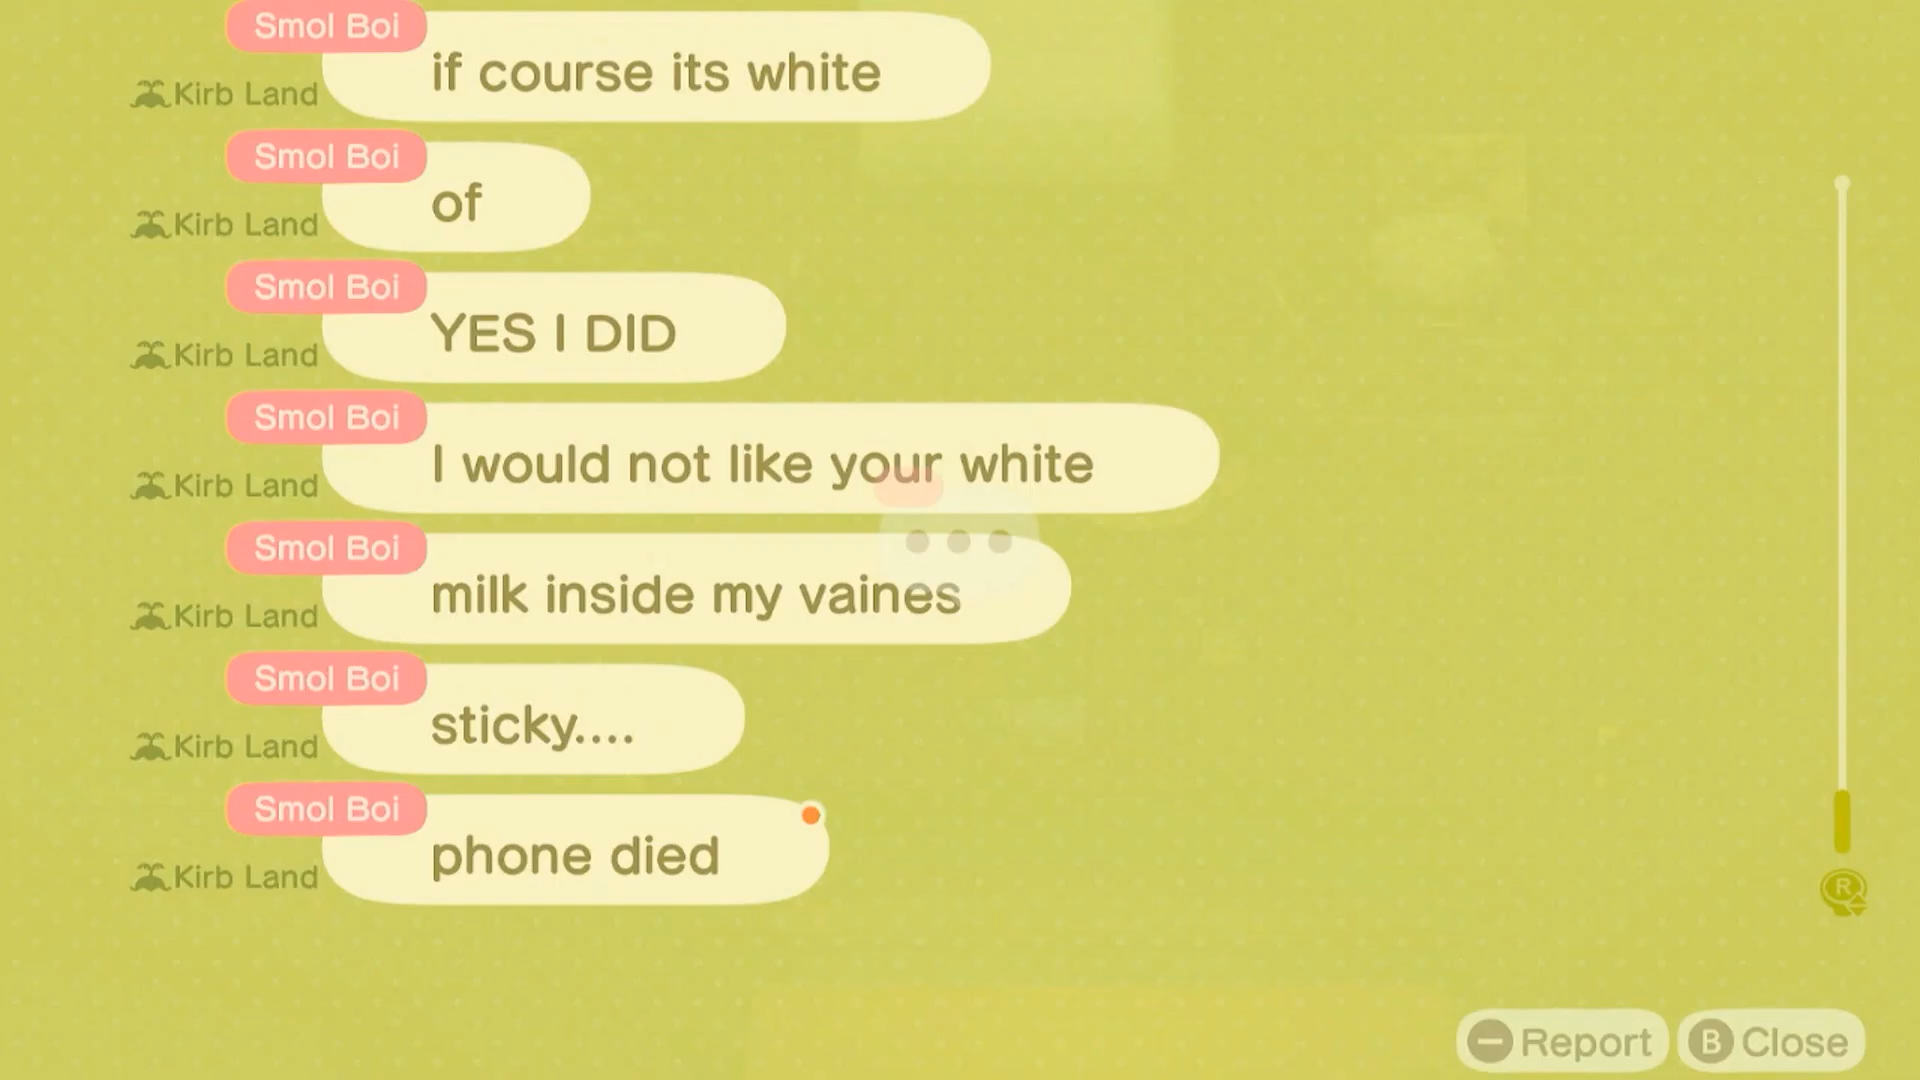 Smol Boi
if course its white
Kirb Land
Smol Boi
of
Kirb Land
Smol Boi
YES I DID
Kirb Land
Smol Boi
I would not like your white
Kirb Land
Smol Boi
milk inside my vaines
Kirb Land
Smol Boi
sticky....
Kirb Land
Smol Boi
phone died
Kirb Land
R
Report
B Close